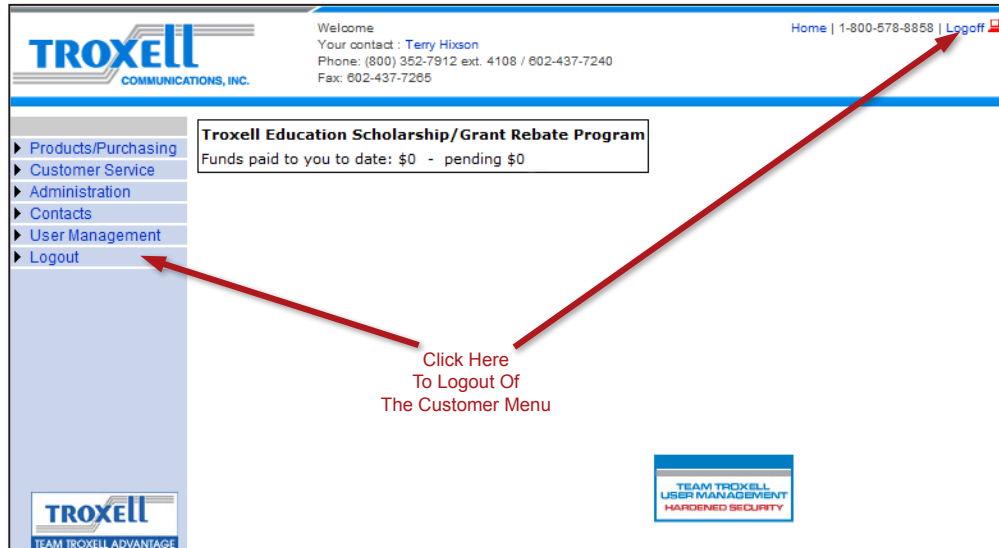 TROXELL
COMMUNICATIONS, INC.
Welcome
Your contact : Terry Hixson
Phone: (800) 352-7912 ext. 4108 / 602-437-7240
Fax: 602-437-7265
Home | 1-800-578-8858 | Logoff
Products/Purchasing
Customer Service
Administration
Contacts
User Management
Logout
Troxell Education Scholarship/Grant Rebate Program
Funds paid to you to date: $0 - pending $0
Click Here
To Logout Of
The Customer Menu
TROXELL
TEAM TROXELL ADVANTAGE
TEAM TROXELL
USER MANAGEMENT
HARDENED SECURITY